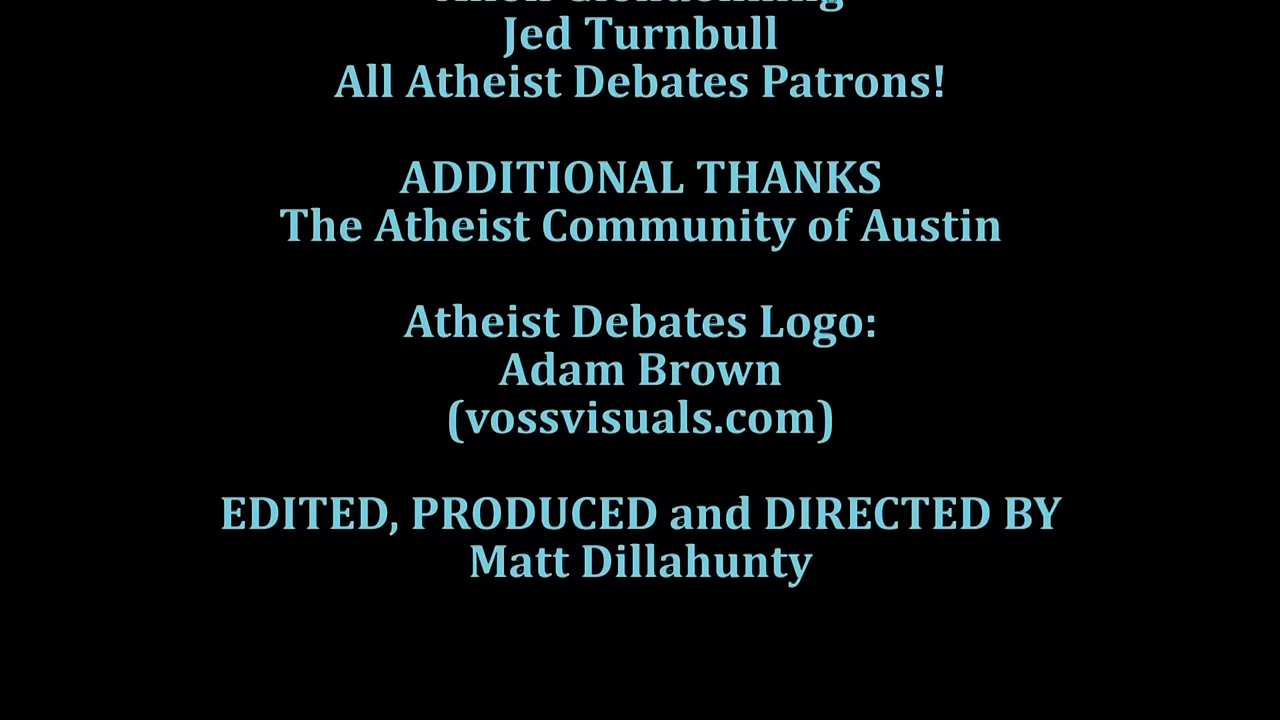 Jed Turnbull
All Atheist Debates Patrons!
ADDITIONAL THANKS
The Atheist Community of Austin
Atheist Debates Logo:
Adam Brown
(vossvisuals.com)
EDITED, PRODUCED and DIRECTED BY
Matt Dillahunty